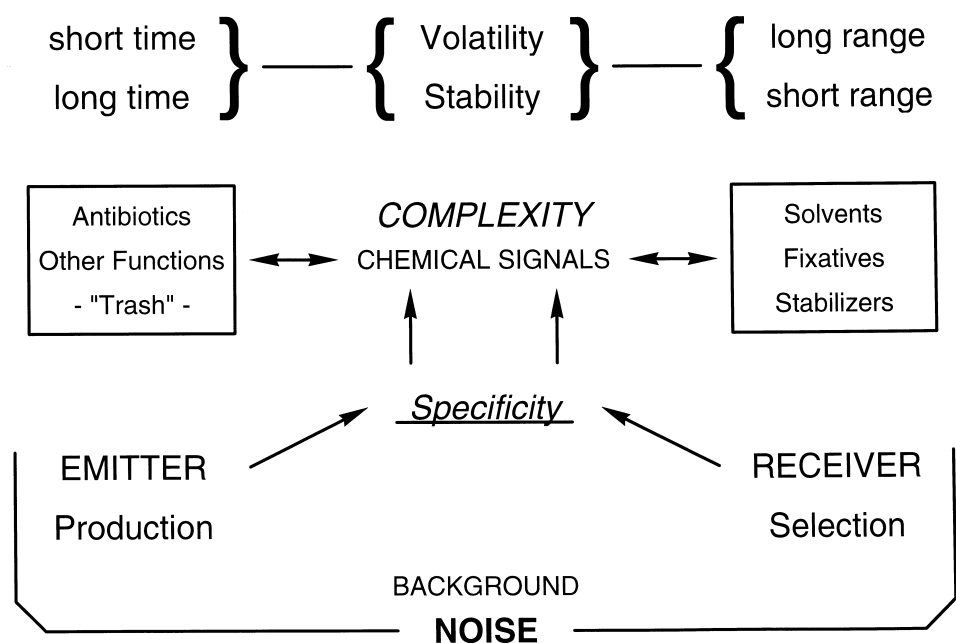 short time
long time
Volatility
Stability
long range
short range
Antibiotics
Other Functions
- "Trash" -
COMPLEXITY
CHEMICAL SIGNALS
Solvents
Fixatives
Stabilizers
Specificity
EMITTER
Production
RECEIVER
Selection
BACKGROUND
NOISE